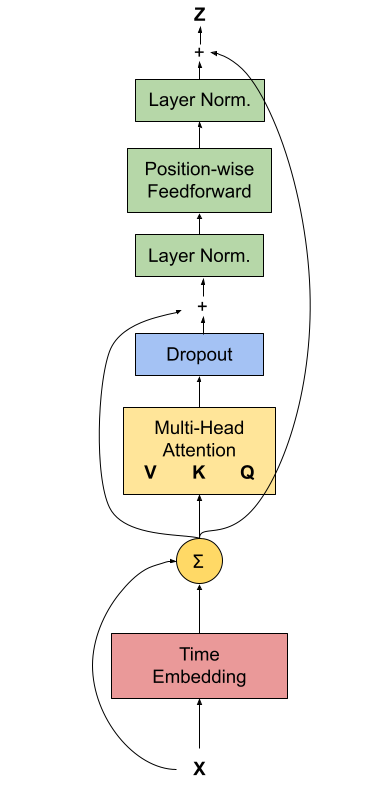 Z
+
Layer Norm.
Position-wise
Feedforward
Layer Norm.
+
Dropout
Multi-Head
Attention
V K Q
Σ
Time
Embedding
X